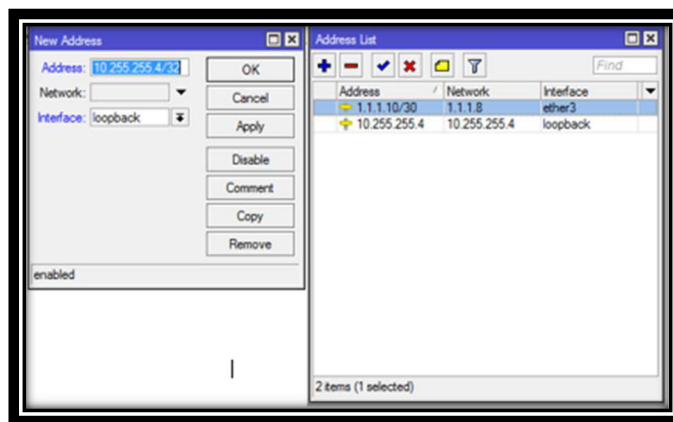 New Address
Address: 10.255.255.4/32
Network:
Interface: loopback
OK
Cancel
Apply
Disable
Comment
Copy
Remove
enabled
Address List
Find
Address / Network Interface
1.1.1.10/30 1.1.1.8 ether3
10.255.255.4 10.255.255.4 loopback
2 items (1 selected)